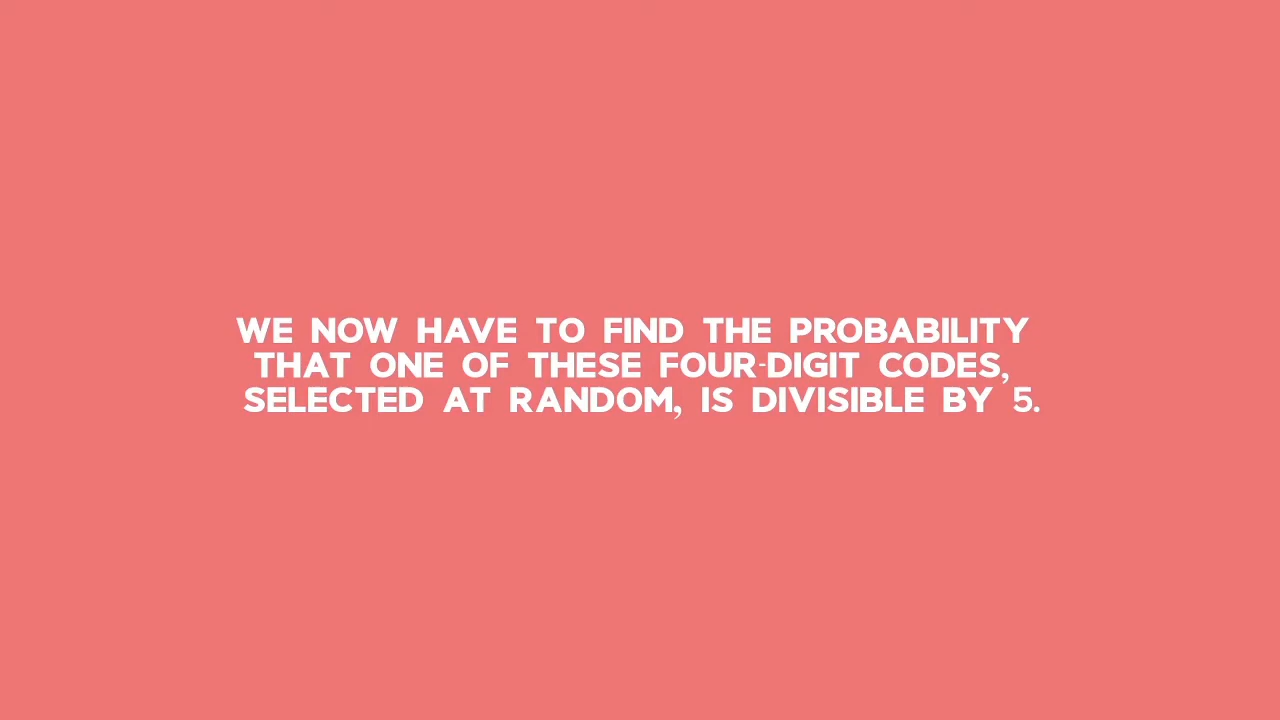 WE NOW HAVE TO FIND THE PROBABILITY
THAT ONE OF THESE FOUR-DIGIT CODES,
SELECTED AT RANDOM, IS DIVISIBLE BY 5.